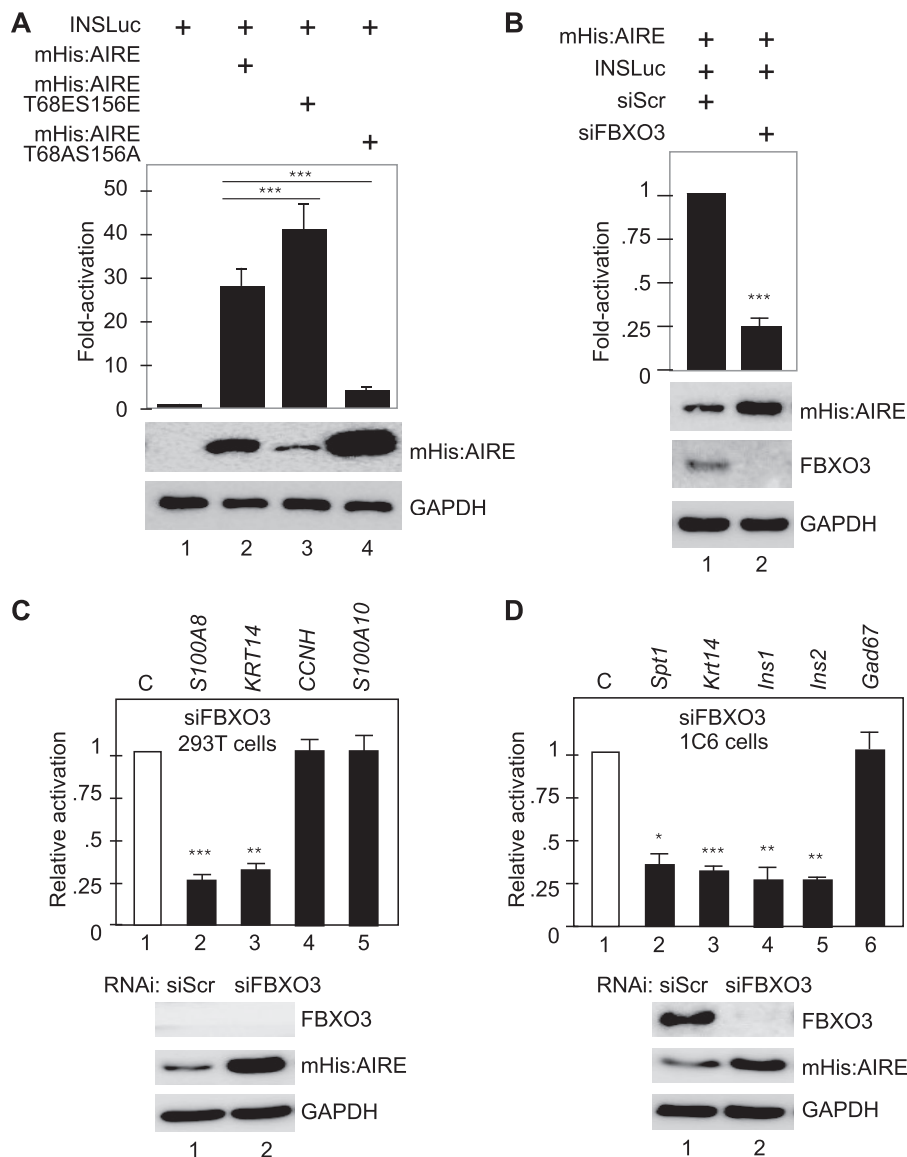 A
INSLuc + + + +
mHis:AIRE +
mHis:AIRE
T68ES156E +
mHis:AIRE
T68AS156A +
Fold-activation
50
40
30
20
10
0
***
***
mHis:AIRE
GAPDH
1 2 3 4
B
mHis:AIRE + +
INSLuc + +
siScr +
siFBXO3 +
Fold-activation
1
.75
.5
.25
0
***
mHis:AIRE
FBXO3
GAPDH
1 2
C
C S100A8 KRT14 CCNH S100A10
siFBXO3
293T cells
Relative activation
1
.75
.5
.25
0
*** **
1 2 3 4 5
RNAi: siScr siFBXO3
FBXO3
mHis:AIRE
GAPDH
1 2
D
C Spt1 Krt14 Ins1 Ins2 Gad67
siFBXO3
1C6 cells
Relative activation
1
.75
.5
.25
0
* *** ** **
1 2 3 4 5 6
RNAi: siScr siFBXO3
FBXO3
mHis:AIRE
GAPDH
1 2